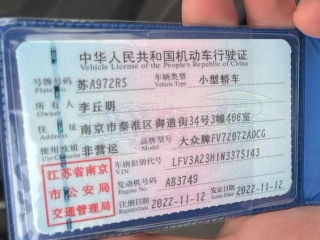 中华人民共和国机动车行驶证
Vehicle License of the People's Republic of China
号牌号码 苏A972RS 车辆类型 小型轿车
Plate No. Vehicle Type
所有人 李丘明
Owner
住址 南京市秦淮区御道街34号3幢406室
Address
使用性质 非营运 品牌型号 大众牌FV7207ZADCG
Use Character Model
车辆识别代号 LFV3A23H1N3375143
VIN
江苏省南京
市公安局
交通管理局
发动机号码 A83749
Engine No.
注册日期 2022-11-12 发证日期 2022-11-12
Register Date Issue Date